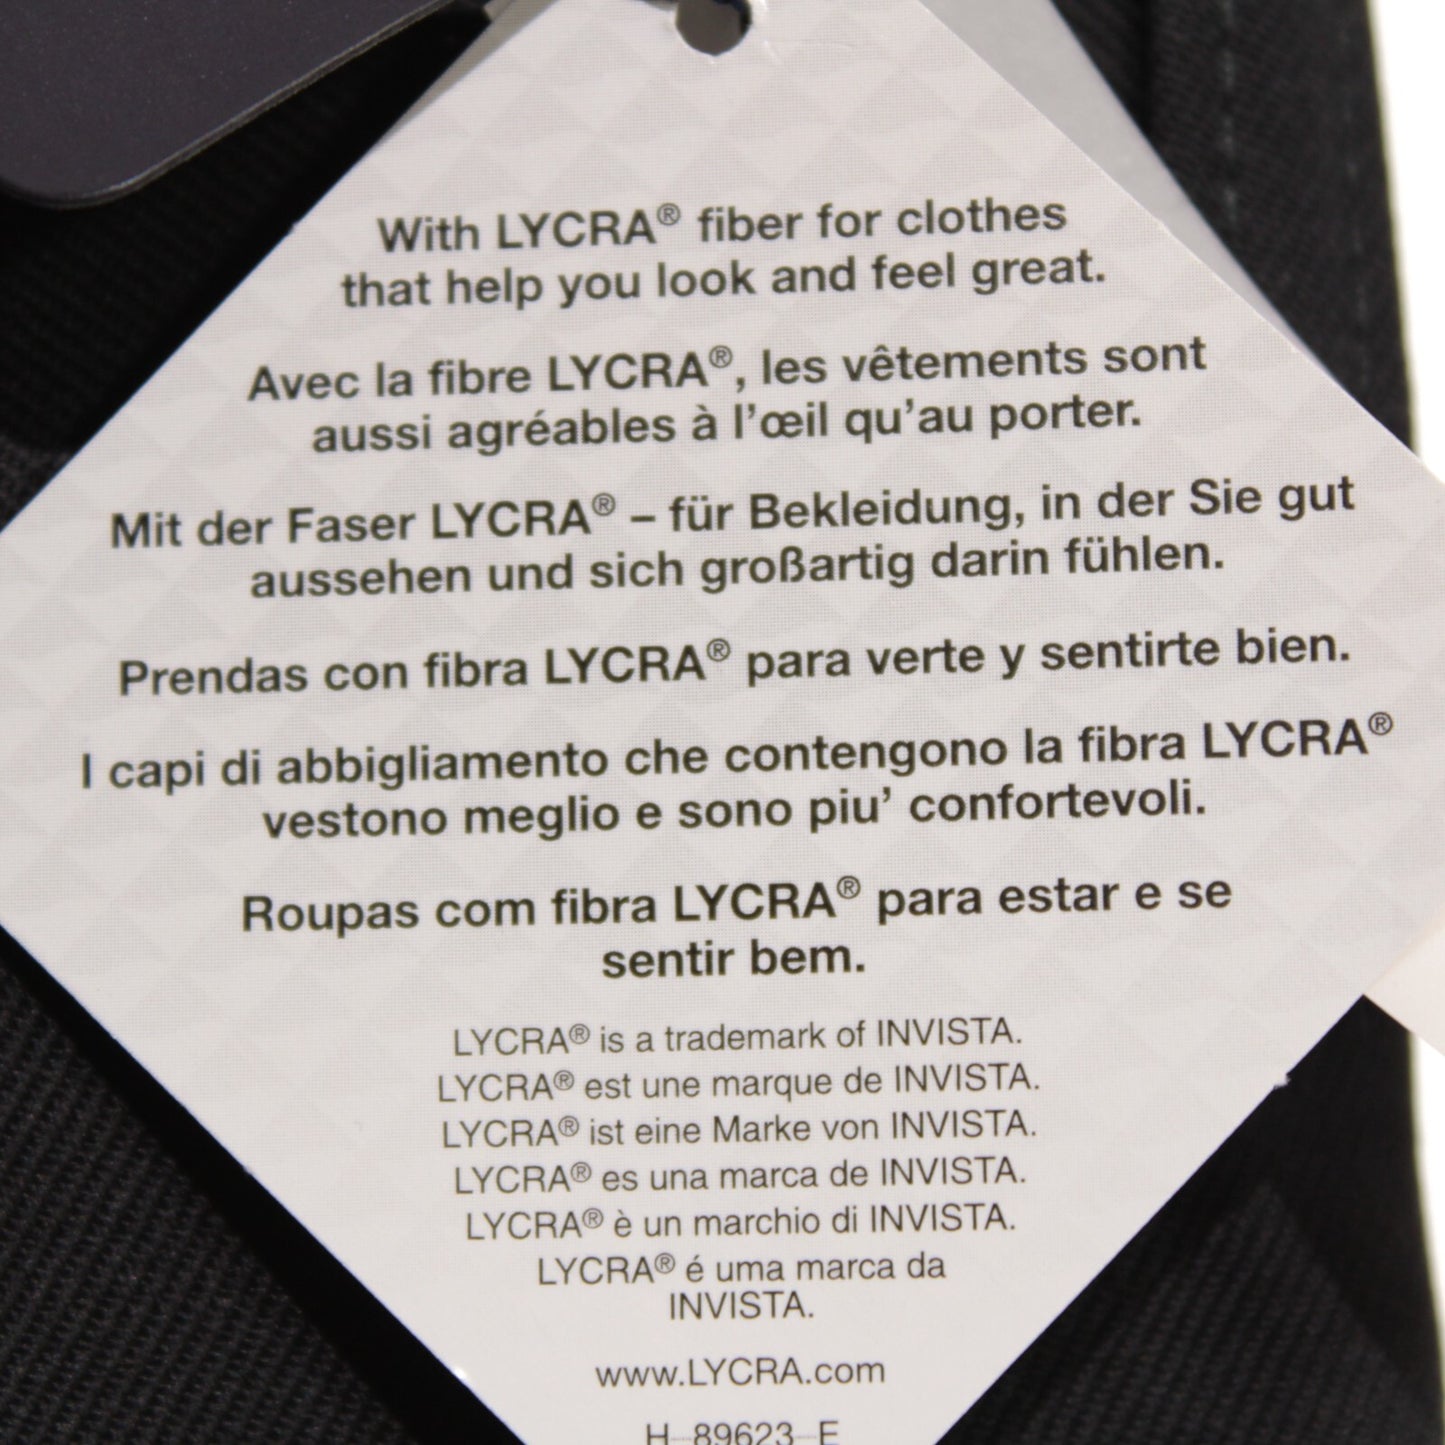 With LYCRA® fiber for clothes
that help you look and feel great.
Avec la fibre LYCRA®, les vêtements sont
aussi agréables à l’œil qu’au porter.
Mit der Faser LYCRA® – für Bekleidung, in der Sie gut
aussehen und sich großartig darin fühlen.
Prendas con fibra LYCRA® para verte y sentirte bien.
I capi di abbigliamento che contengono la fibra LYCRA®
vestono meglio e sono piu’ confortevoli.
Roupas com fibra LYCRA® para estar e se
sentir bem.
LYCRA® is a trademark of INVISTA.
LYCRA® est une marque de INVISTA.
LYCRA® ist eine Marke von INVISTA.
LYCRA® es una marca de INVISTA.
LYCRA® è un marchio di INVISTA.
LYCRA® é uma marca da
INVISTA.
www.LYCRA.com
H-89623-E